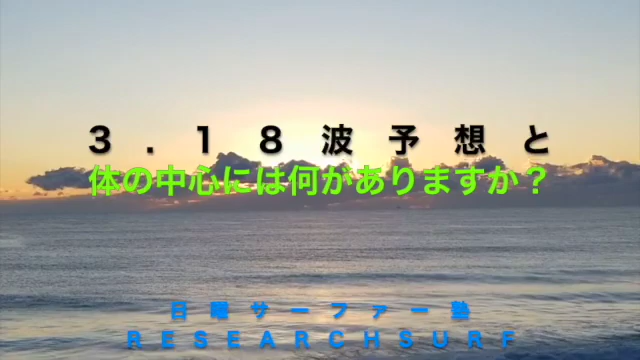 ３．１８波予想と
体の中心には何がありますか？
日曜サーファー塾
ＲＥＳＥＡＲＣＨＳＵＲＦ